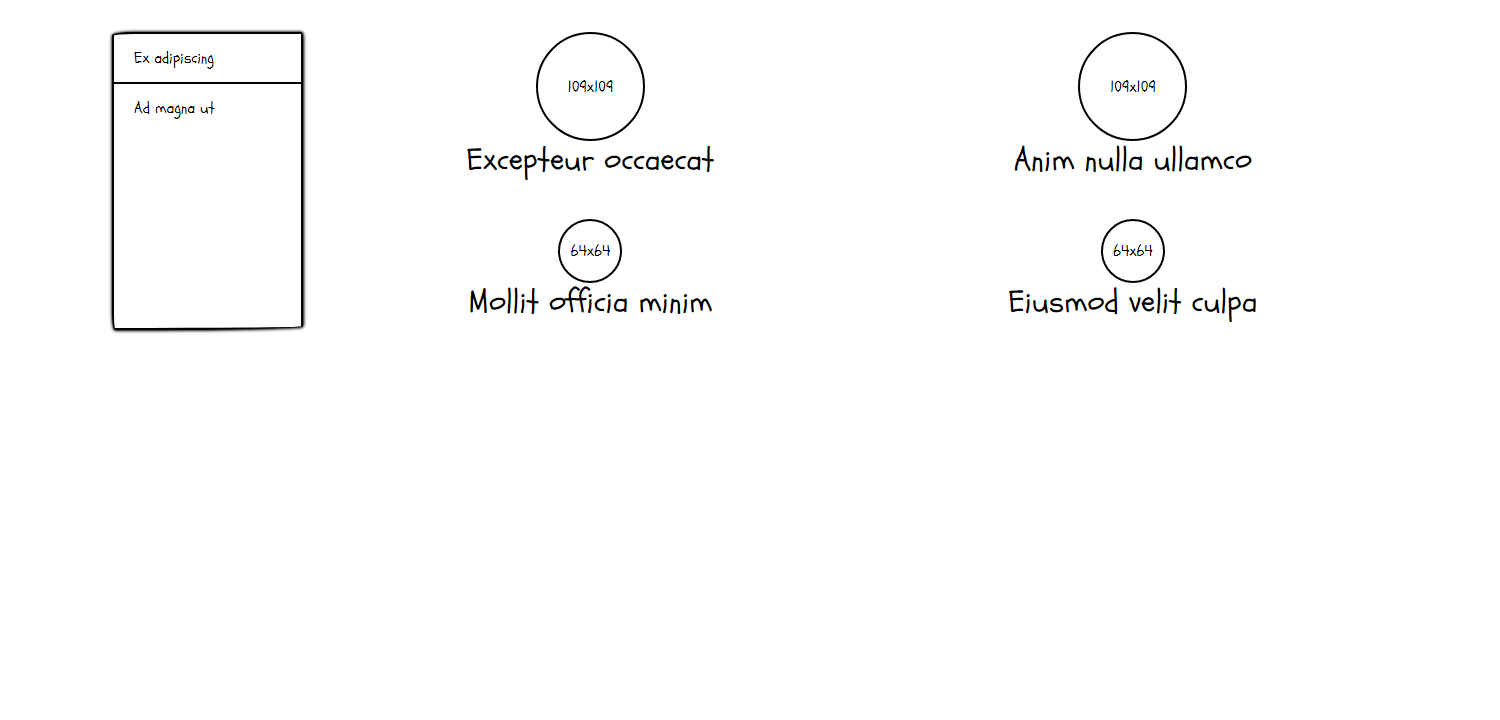 Ex adipiscing
Ad magna ut
109x109
Excepteur occaecat
109x109
Anim nulla ullamco
64x64
Mollit officia minim
64x64
Eiusmod velit culpa